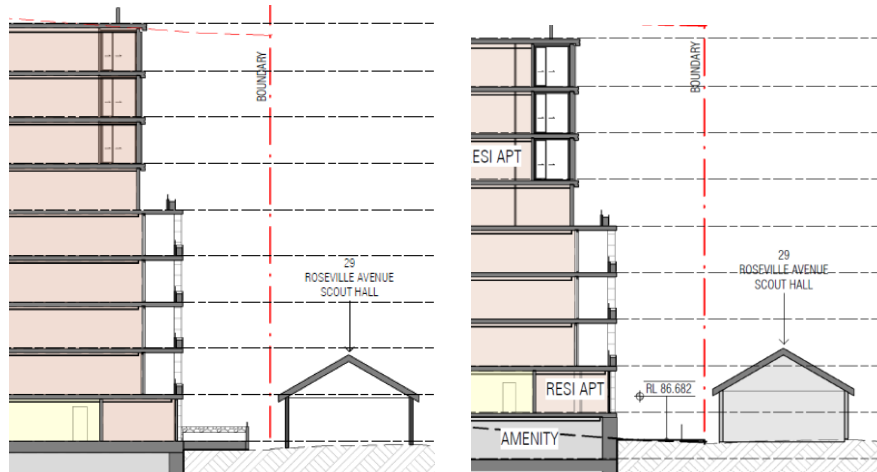 BOUNDARY
29
ROSEVILLE AVENUE
SCOUT HALL
BOUNDARY
ESI APT
29
ROSEVILLE AVENUE
SCOUT HALL
RL 86.682
RESI APT
AMENITY